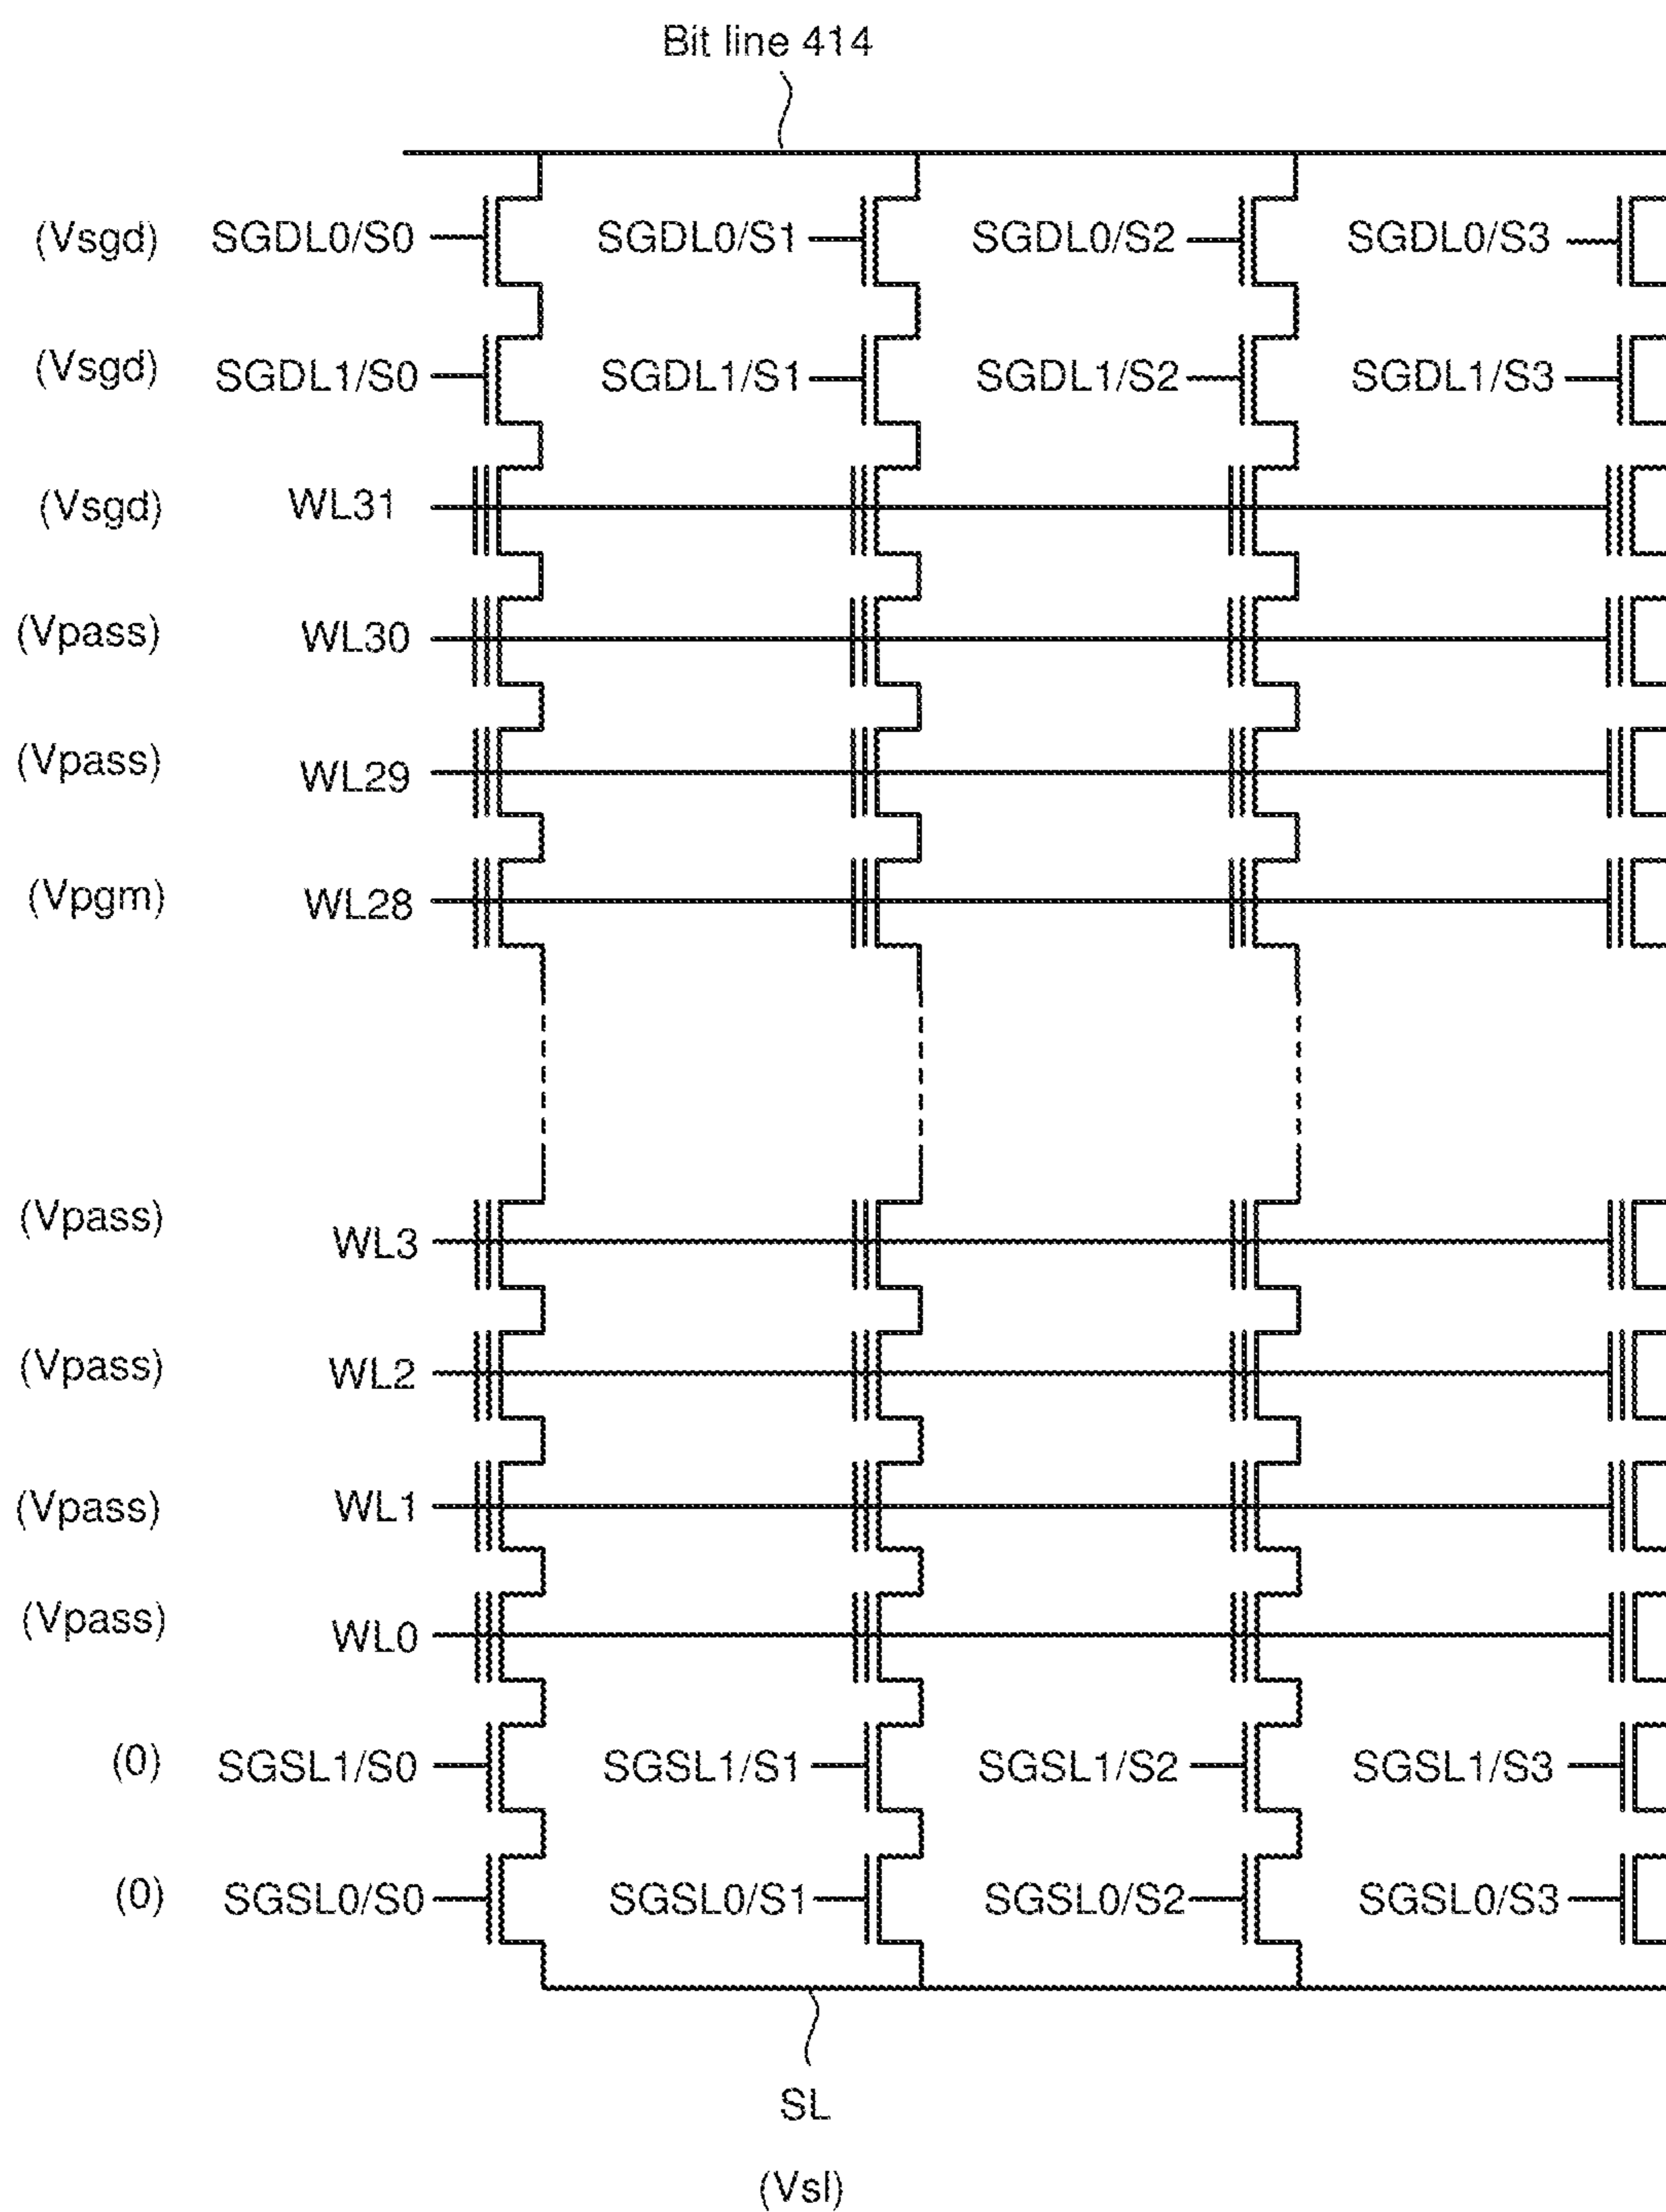 Bit line 414
(Vsgd) SGDL0/S0 SGDL0/S1 SGDL0/S2 SGDL0/S3
(Vsgd) SGDL1/S0 SGDL1/S1 SGDL1/S2 SGDL1/S3
(Vsgd) WL31
(Vpass) WL30
(Vpass) WL29
(Vpgm) WL28
(Vpass) WL3
(Vpass) WL2
(Vpass) WL1
(Vpass) WL0
(0) SGSL1/S0 SGSL1/S1 SGSL1/S2 SGSL1/S3
(0) SGSL0/S0 SGSL0/S1 SGSL0/S2 SGSL0/S3
SL
(Vsl)